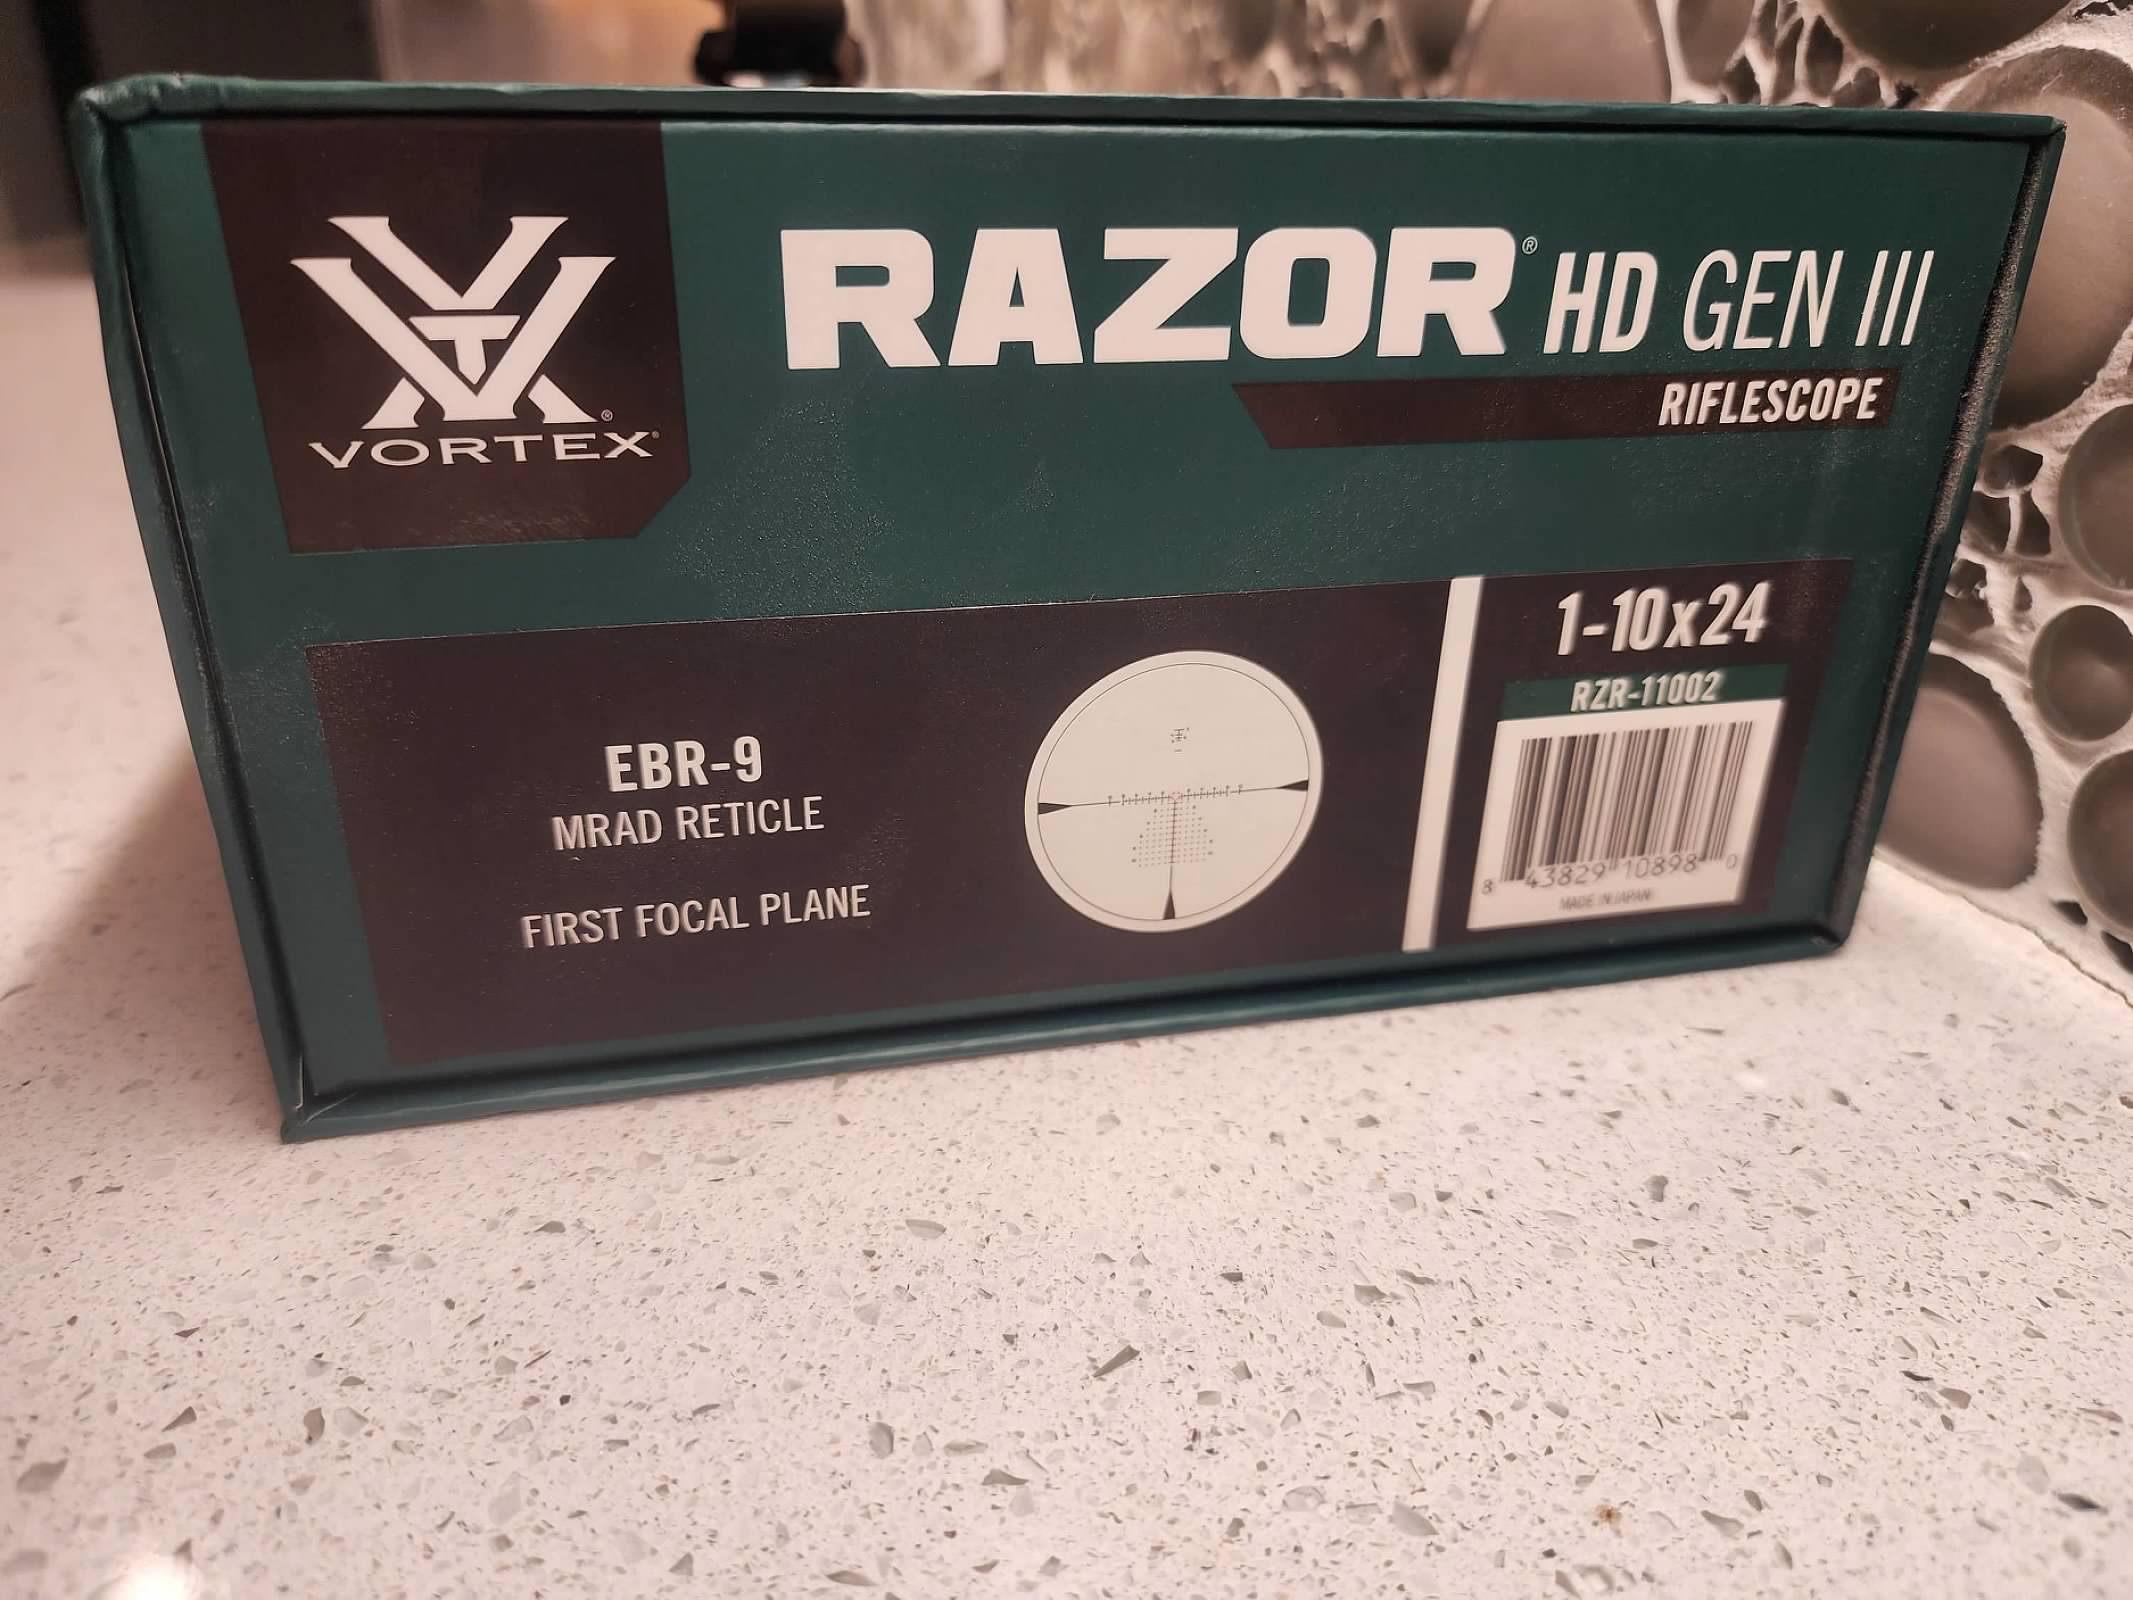 VORTEX®
RAZOR® HD GEN III
RIFLESCOPE
EBR-9
MRAD RETICLE
FIRST FOCAL PLANE
1-10x24
RZR-11002
8 43829 10898 0
MADE IN JAPAN